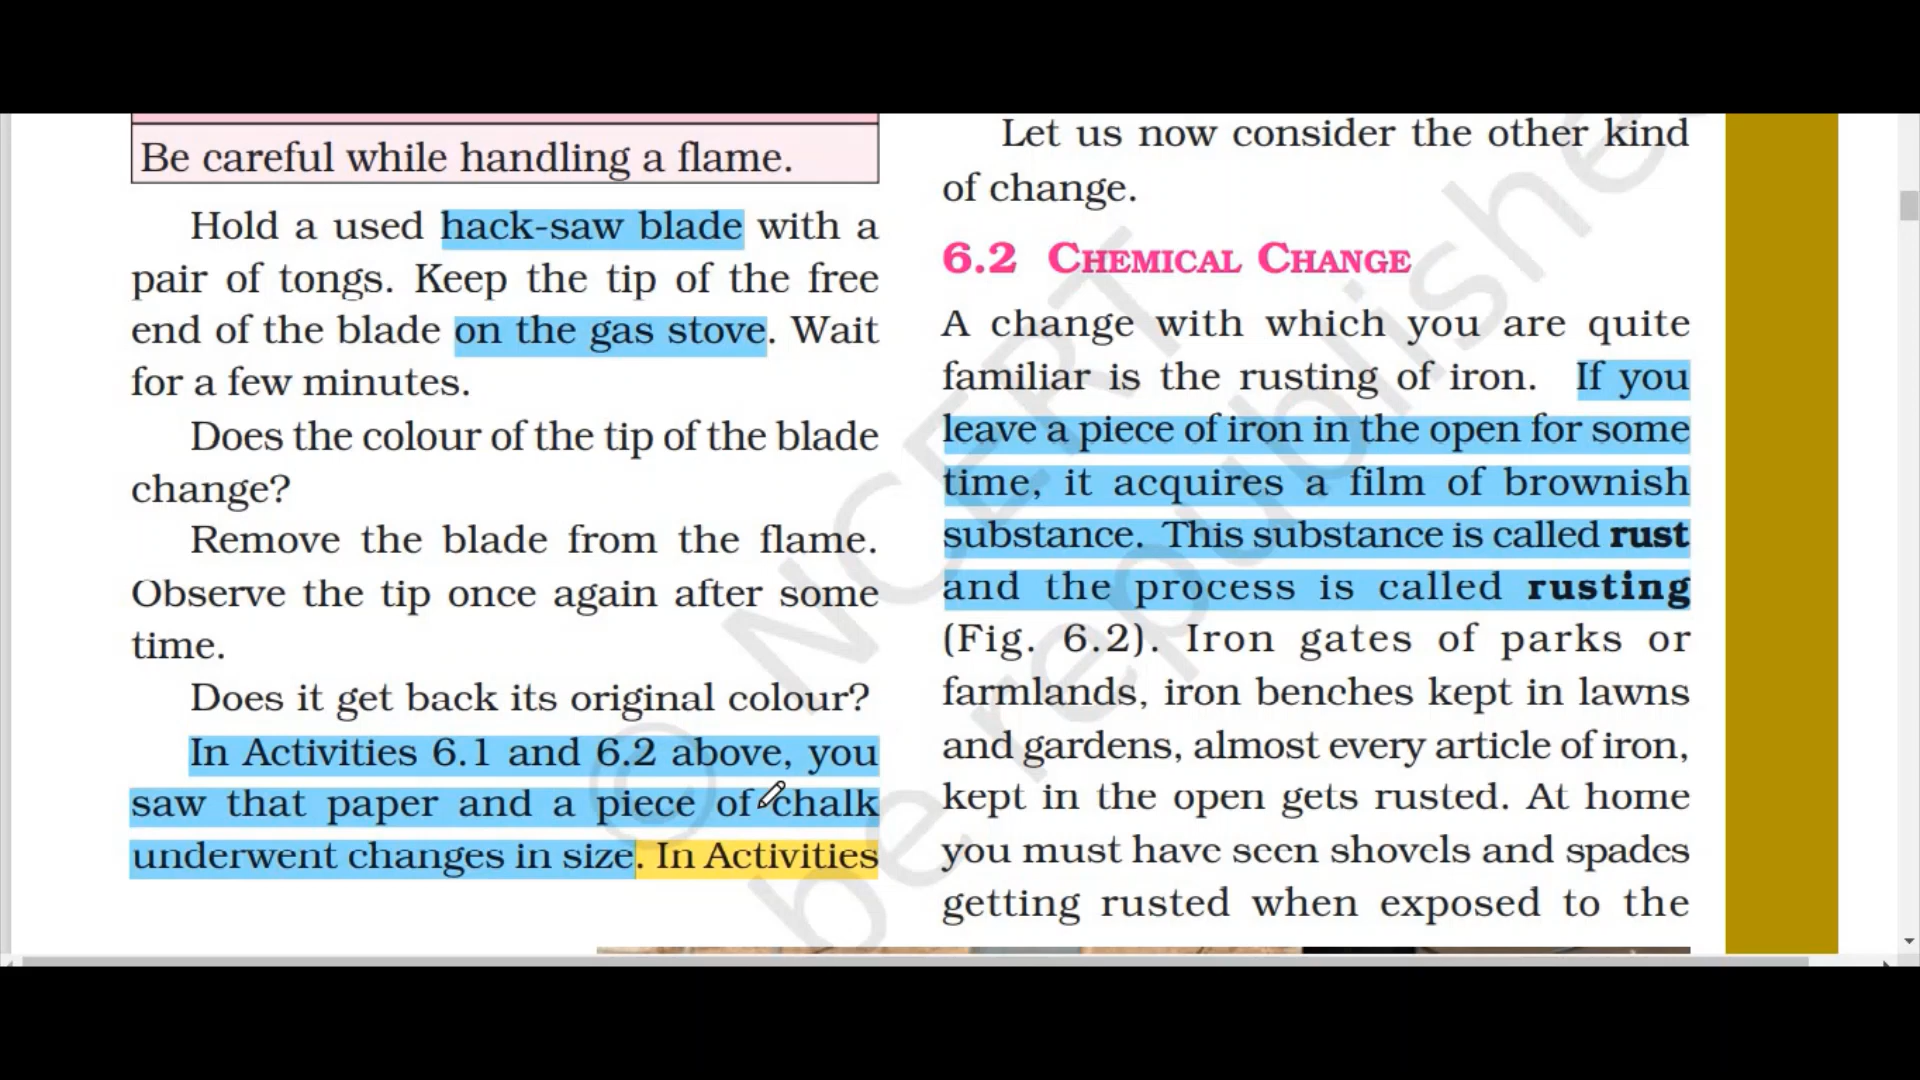 Be careful while handling a flame.
Hold a used hack-saw blade with a
pair of tongs. Keep the tip of the free
end of the blade on the gas stove. Wait
for a few minutes.
Does the colour of the tip of the blade
change?
Remove the blade from the flame.
Observe the tip once again after some
time.
Does it get back its original colour?
In Activities 6.1 and 6.2 above, you
saw that paper and a piece of chalk
underwent changes in size. In Activities
Let us now consider the other kind
of change.
6.2 CHEMICAL CHANGE
A change with which you are quite
familiar is the rusting of iron. If you
leave a piece of iron in the open for some
time, it acquires a film of brownish
substance. This substance is called rust
and the process is called rusting
(Fig. 6.2). Iron gates of parks or
farmlands, iron benches kept in lawns
and gardens, almost every article of iron,
kept in the open gets rusted. At home
you must have seen shovels and spades
getting rusted when exposed to the
© NCERT
be republished